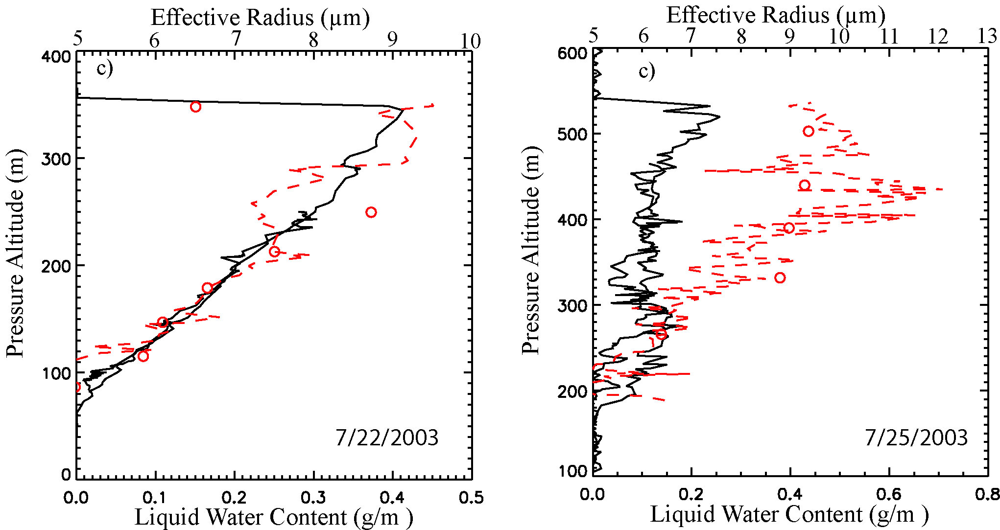 Effective Radius (µm)
5 6 7 8 9 10
400
c)
300
200
100
0
Pressure Altitude (m)
7/22/2003
0.0 0.1 0.2 0.3 0.4 0.5
Liquid Water Content (g/m )
Effective Radius (µm)
5 6 7 8 9 10 11 12 13
600
c)
500
400
300
200
100
Pressure Altitude (m)
7/25/2003
0.0 0.2 0.4 0.6 0.8
Liquid Water Content (g/m )